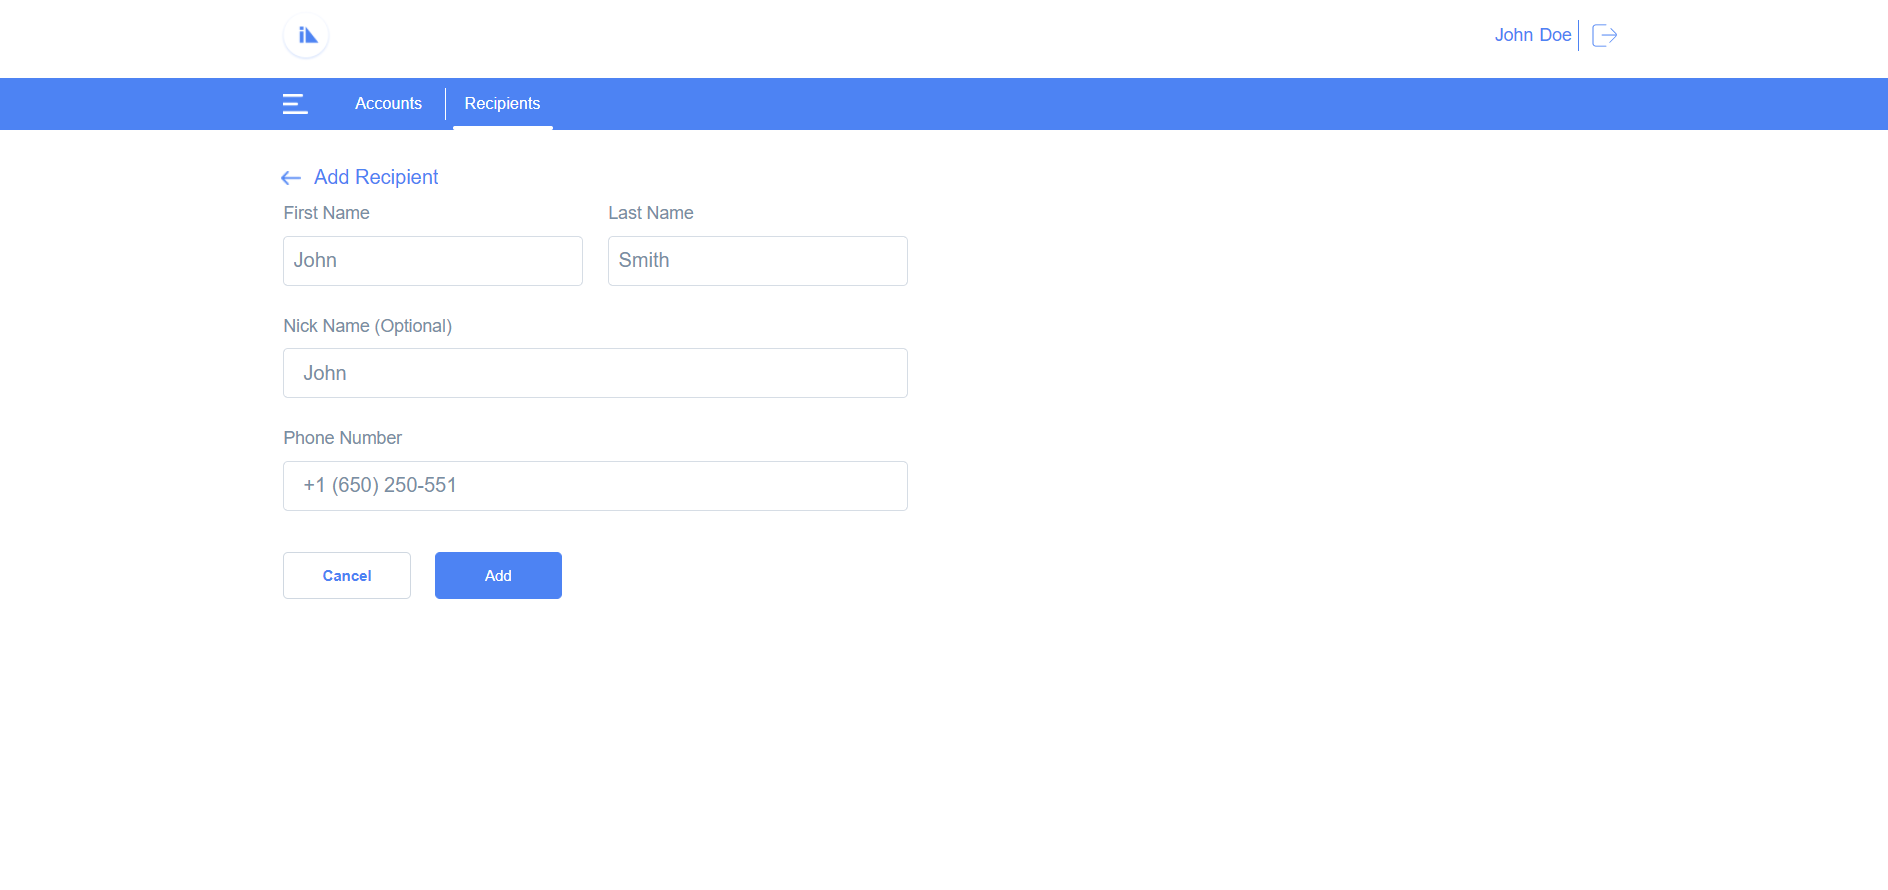 John Doe
Accounts
Recipients
Add Recipient
First Name
Last Name
John
Smith
Nick Name (Optional)
John
Phone Number
+1 (650) 250-551
Cancel
Add